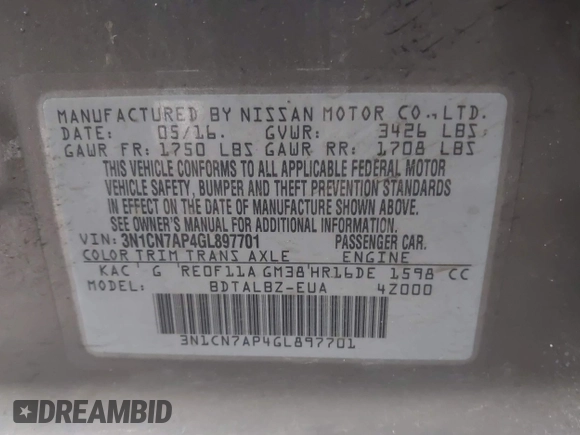 MANUFACTURED BY NISSAN MOTOR CO.,LTD.
DATE: 05/16. GVWR: 3426 LBS
GAWR FR: 1750 LBS GAWR RR: 1708 LBS
THIS VEHICLE CONFORMS TO ALL APPLICABLE FEDERAL MOTOR
VEHICLE SAFETY, BUMPER AND THEFT PREVENTION STANDARDS
IN EFFECT ON THE DATE OF MANUFACTURE SHOWN ABOVE.
SEE OWNER'S MANUAL FOR ADDITIONAL INFORMATION.
VIN: 3N1CN7AP4GL897701 PASSENGER CAR.
COLOR TRIM TRANS AXLE ENGINE
KAC G RE0F11A GM38 HR16DE 1598 CC
MODEL: BDTALBZ-EUA 4Z000
3N1CN7AP4GL897701
DREAMBID